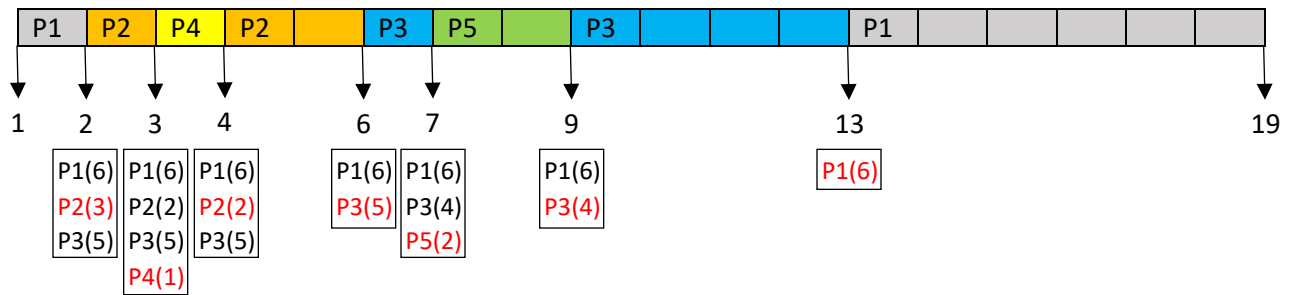 P1 P2 P4 P2 P3 P5 P3 P1
1 2 3 4 6 7 9 13 19
P1(6) P1(6) P1(6) P1(6) P1(6) P1(6) P1(6)
P2(3) P2(2) P2(2) P3(5) P3(4) P3(4)
P3(5) P3(5) P3(5) P5(2)
P4(1)